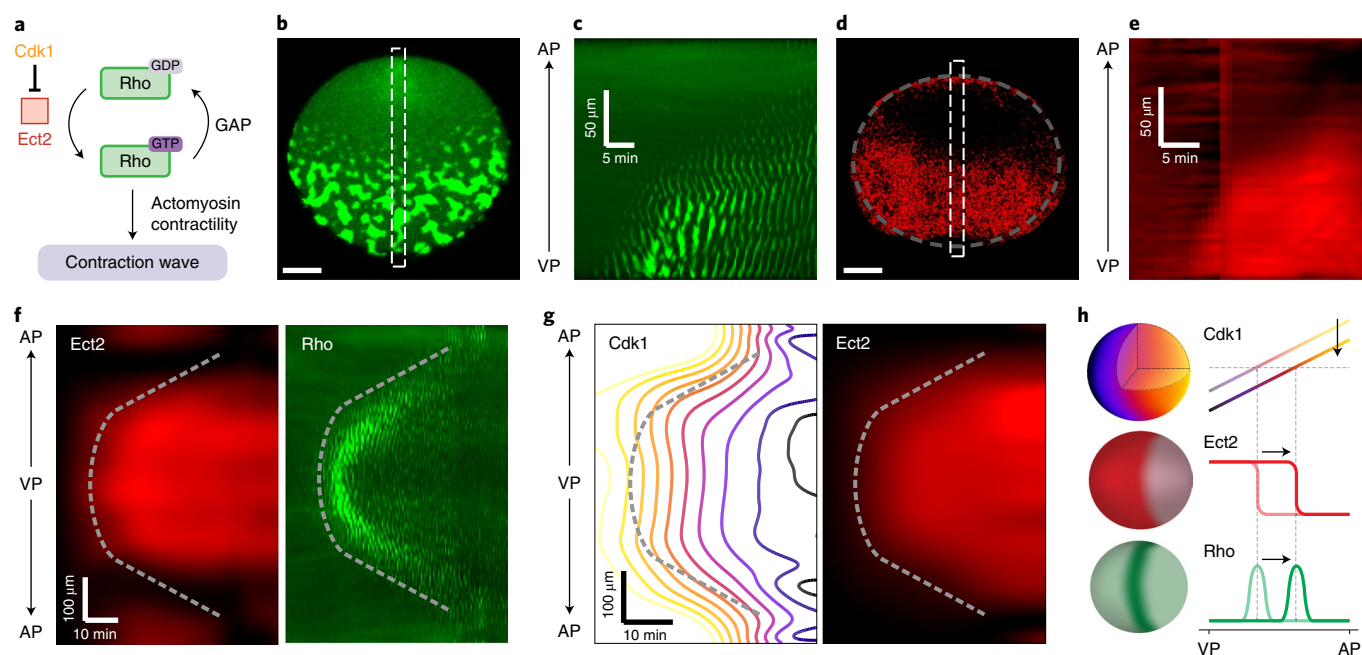 a
Cdk1
Ect2
Rho
GDP
Rho
GTP
GAP
Actomyosin
contractility
Contraction wave
b
c
AP
VP
50 µm
5 min
d
e
AP
VP
50 µm
5 min
f
AP
VP
AP
Ect2
100 µm
10 min
Rho
g
AP
VP
AP
Cdk1
100 µm
10 min
Ect2
h
Cdk1
Ect2
Rho
VP
AP